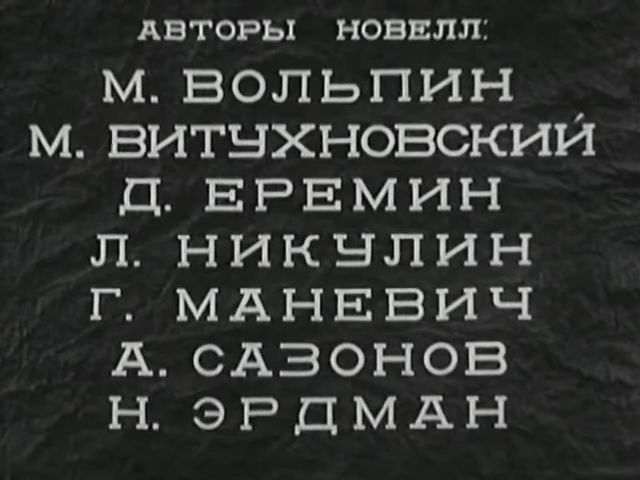 АВТОРЫ НОВЕЛЛ:
М. ВОЛЬПИН
М. ВИТУХНОВСКИЙ
Д. ЕРЕМИН
Л. НИКУЛИН
Г. МАНЕВИЧ
А. САЗОНОВ
Н. ЭРДМАН